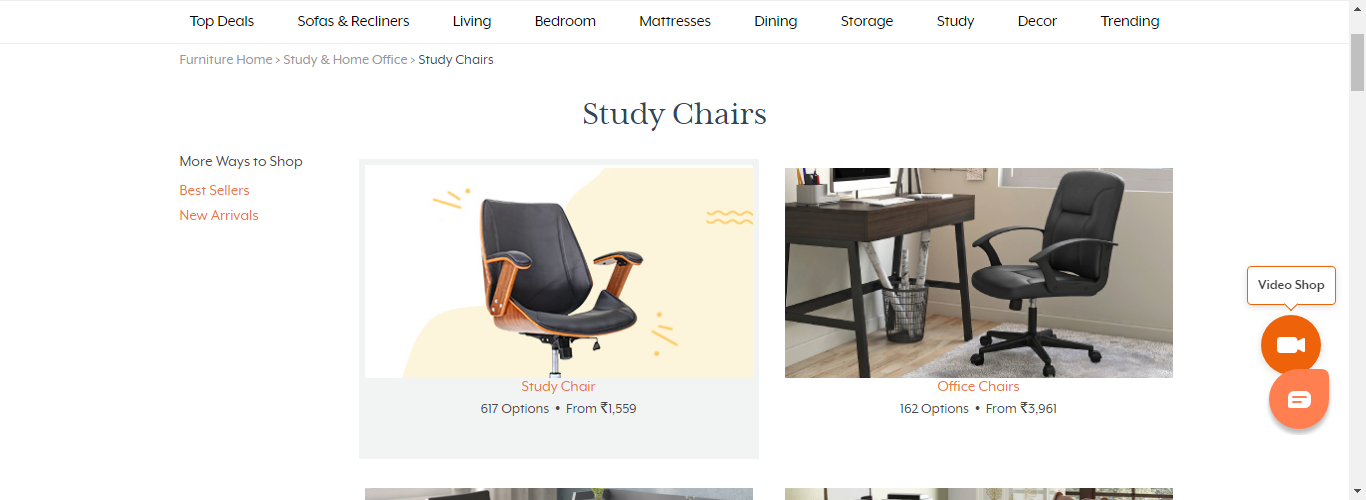 Top Deals Sofas & Recliners Living Bedroom Mattresses Dining Storage Study Decor Trending
Furniture Home > Study & Home Office > Study Chairs
Study Chairs
More Ways to Shop
Best Sellers
New Arrivals
Study Chair
617 Options • From ₹1,559
Office Chairs
162 Options • From ₹3,961
Video Shop